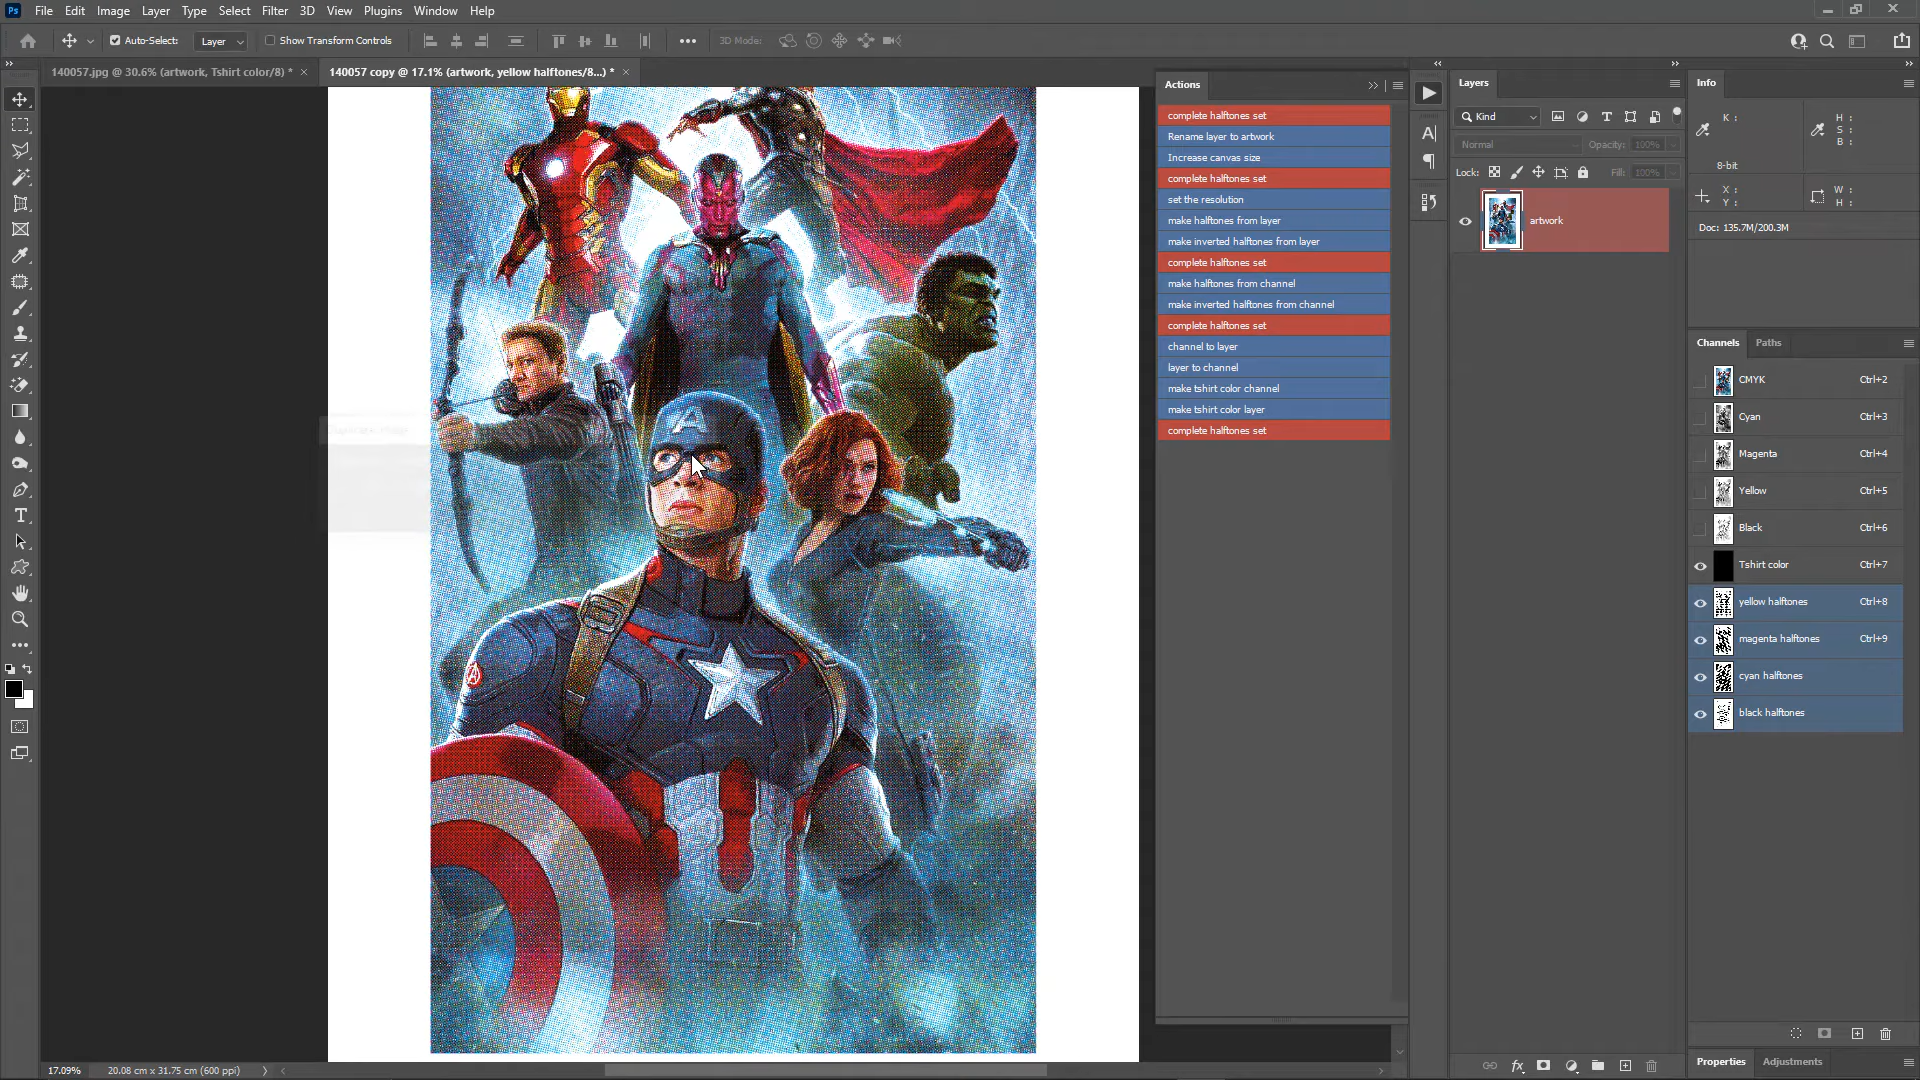 Ps File Edit Image Layer Type Select Filter 3D View Plugins Window Help
Auto-Select: Layer Show Transform Controls 3D Mode:
140057.jpg @ 30.6% (artwork, Tshirt color/8) * × 140057 copy @ 17.1% (artwork, yellow halftones/8...) * ×
Actions
complete halftones set
Rename layer to artwork
Increase canvas size
complete halftones set
set the resolution
make halftones from layer
make inverted halftones from layer
complete halftones set
make halftones from channel
make inverted halftones from channel
complete halftones set
channel to layer
layer to channel
make tshirt color channel
make tshirt color layer
complete halftones set
Layers
Kind
Normal Opacity: 100%
Lock: Fill: 100%
artwork
Info
K :
H :
S :
B :
8-bit
X :
Y :
W :
H :
Doc: 135.7M/200.3M
Channels Paths
CMYK Ctrl+2
Cyan Ctrl+3
Magenta Ctrl+4
Yellow Ctrl+5
Black Ctrl+6
Tshirt color Ctrl+7
yellow halftones Ctrl+8
magenta halftones Ctrl+9
cyan halftones
black halftones
Properties Adjustments
17.09% 20.08 cm x 31.75 cm (600 ppi)